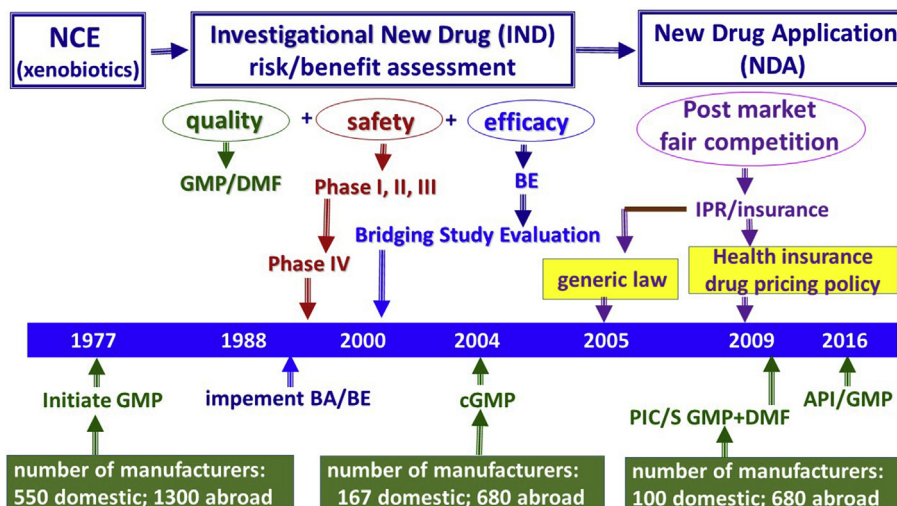 NCE
(xenobiotics)
Investigational New Drug (IND)
risk/benefit assessment
New Drug Application
(NDA)
quality + safety + efficacy
Post market
fair competition
GMP/DMF
Phase I, II, III
BE
IPR/insurance
Bridging Study Evaluation
Phase IV
generic law
Health insurance
drug pricing policy
1977 1988 2000 2004 2005 2009 2016
Initiate GMP
impement BA/BE
cGMP
PIC/S GMP+DMF
API/GMP
number of manufacturers:
550 domestic; 1300 abroad
number of manufacturers:
167 domestic; 680 abroad
number of manufacturers:
100 domestic; 680 abroad